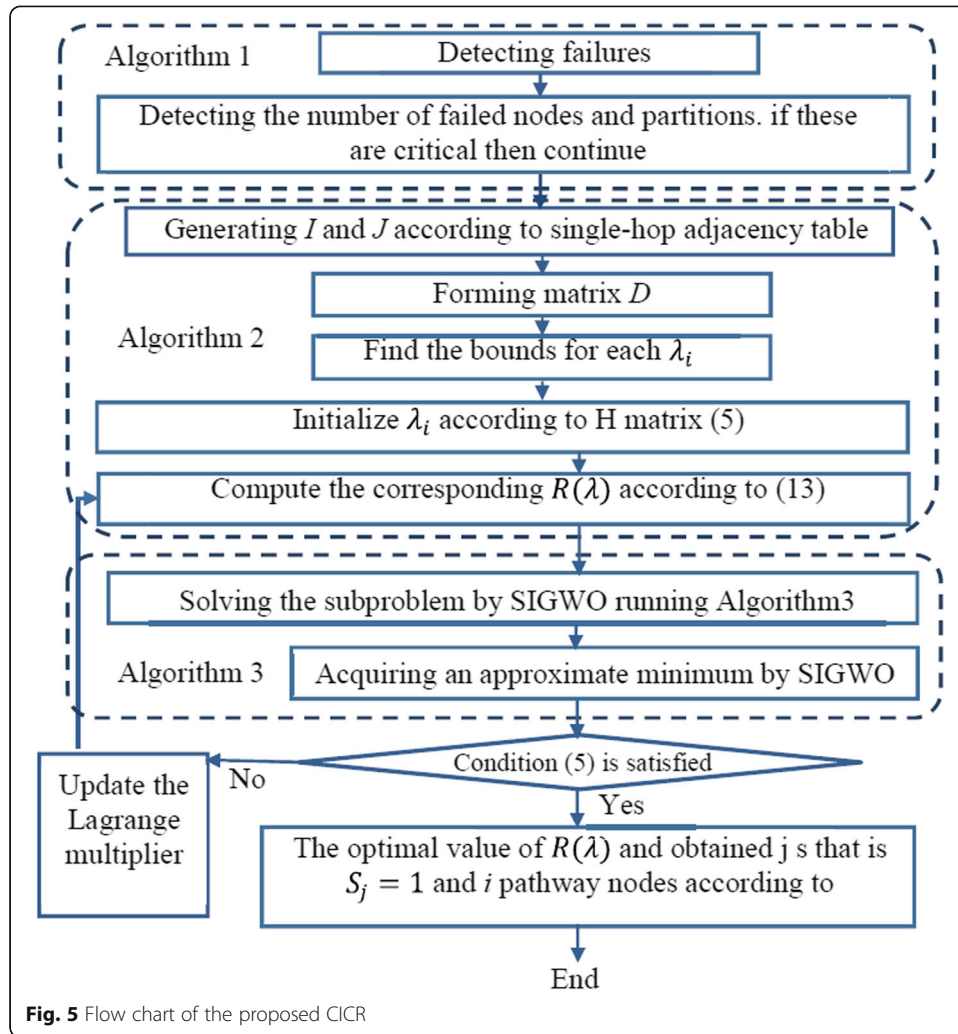 Algorithm 1
Detecting failures
Detecting the number of failed nodes and partitions. if these
are critical then continue
Generating I and J according to single-hop adjacency table
Forming matrix D
Algorithm 2
Find the bounds for each λi
Initialize λi according to H matrix (5)
Compute the corresponding R(λ) according to (13)
Solving the subproblem by SIGWO running Algorithm3
Algorithm 3
Acquiring an approximate minimum by SIGWO
Condition (5) is satisfied
No
Update the
Lagrange
multiplier
Yes
The optimal value of R(λ) and obtained j s that is
Sj = 1 and i pathway nodes according to
End
Fig. 5 Flow chart of the proposed CICR